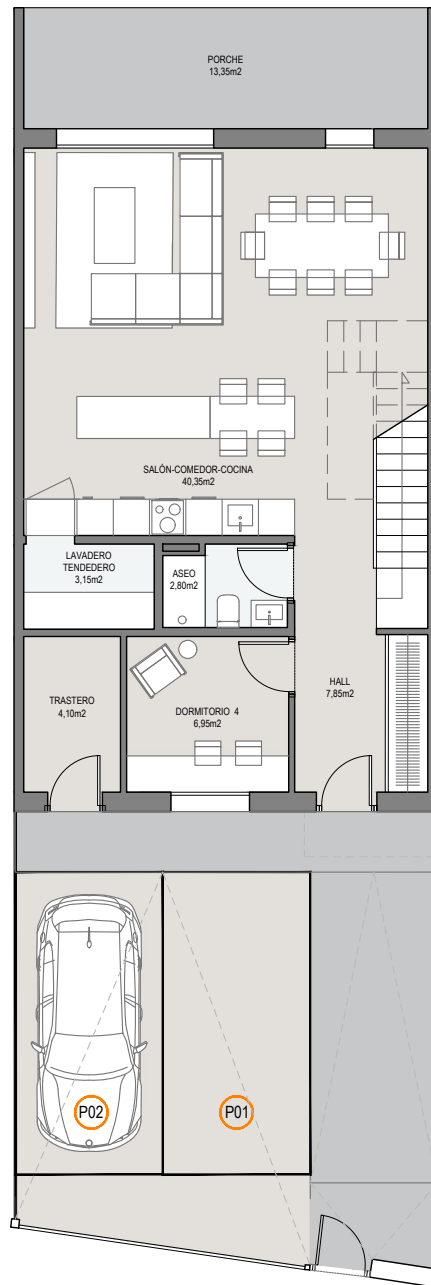 PORCHE
13,35m2
SALÓN-COMEDOR-COCINA
40,35m2
LAVADERO
TENDEDERO
3,15m2
ASEO
2,80m2
TRASTERO
4,10m2
DORMITORIO 4
6,95m2
HALL
7,85m2
P02
P01